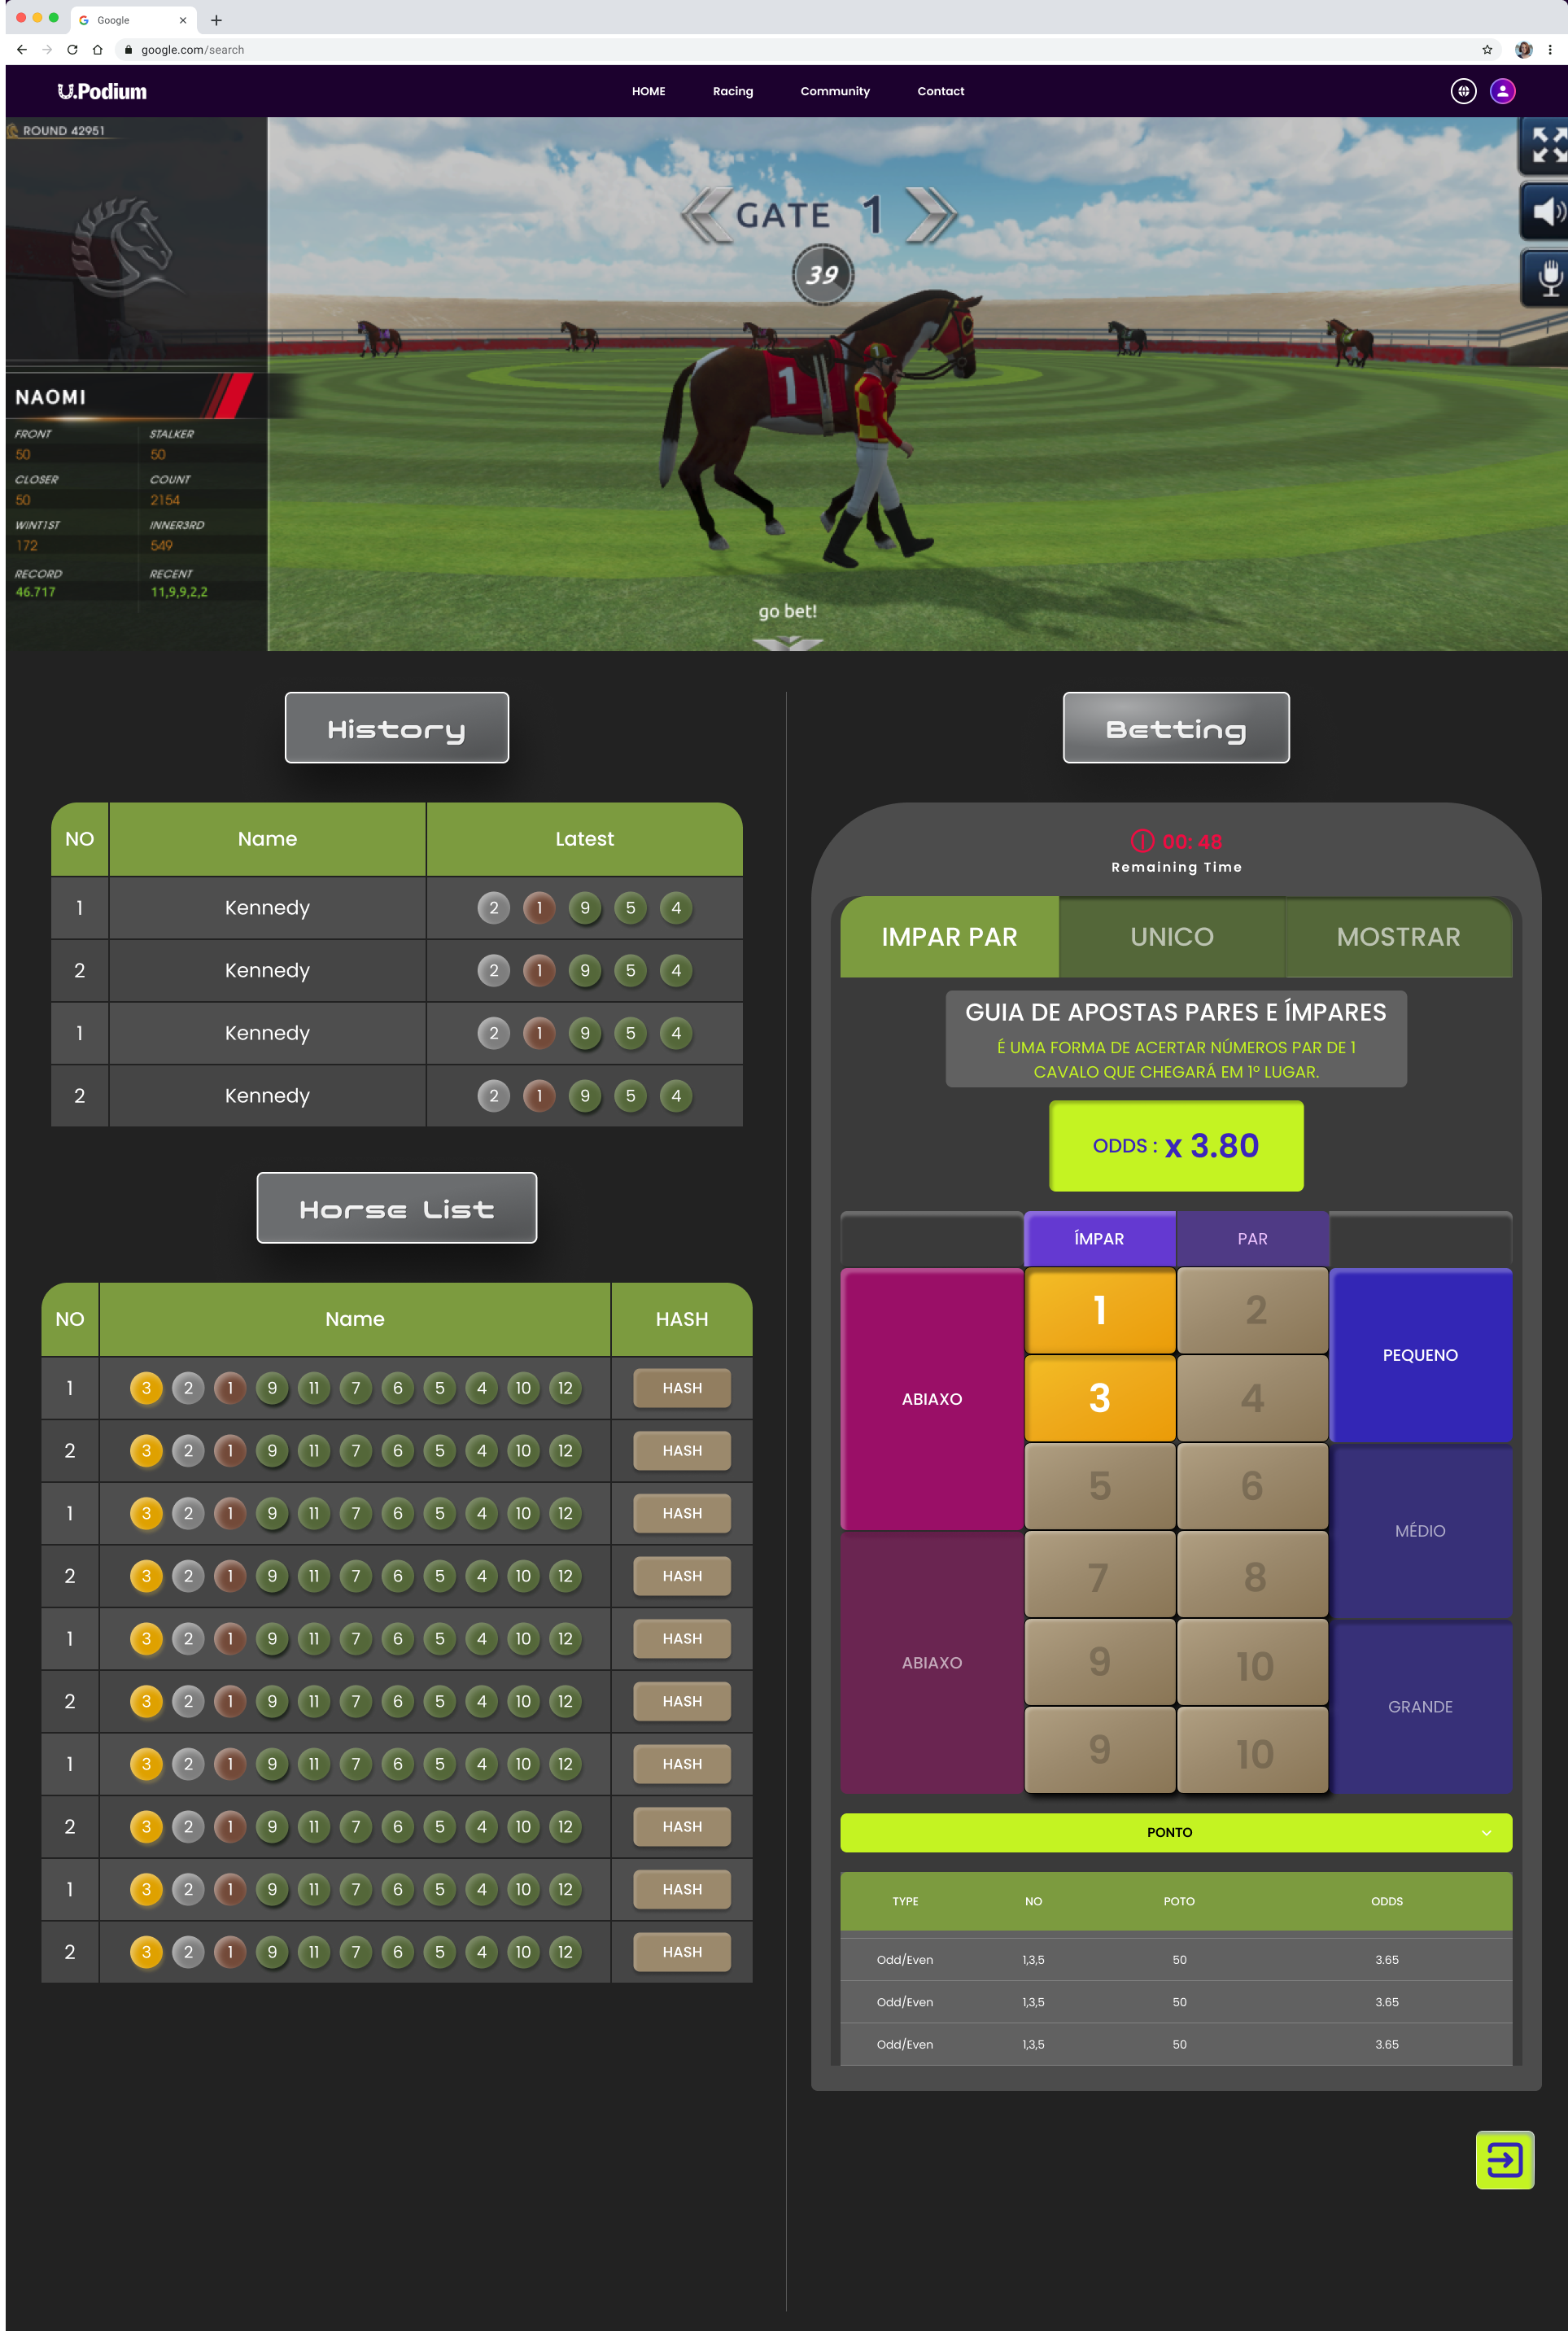 Google
google.com/search
U.Podium
HOME Racing Community Contact
ROUND 42951
GATE 1
39
NAOMI
FRONT STALKER
50 50
CLOSER COUNT
50 2154
WINT1ST INNER3RD
172 549
RECORD RECENT
46.717 11,9,9,2,2
1
go bet!
History
NO Name Latest
1 Kennedy 2 1 9 5 4
2 Kennedy 2 1 9 5 4
1 Kennedy 2 1 9 5 4
2 Kennedy 2 1 9 5 4
Horse List
NO Name HASH
1 3 2 1 9 11 7 6 5 4 10 12 HASH
2 3 2 1 9 11 7 6 5 4 10 12 HASH
1 3 2 1 9 11 7 6 5 4 10 12 HASH
2 3 2 1 9 11 7 6 5 4 10 12 HASH
1 3 2 1 9 11 7 6 5 4 10 12 HASH
2 3 2 1 9 11 7 6 5 4 10 12 HASH
1 3 2 1 9 11 7 6 5 4 10 12 HASH
2 3 2 1 9 11 7 6 5 4 10 12 HASH
1 3 2 1 9 11 7 6 5 4 10 12 HASH
2 3 2 1 9 11 7 6 5 4 10 12 HASH
Betting
00: 48
Remaining Time
IMPAR PAR UNICO MOSTRAR
GUIA DE APOSTAS PARES E ÍMPARES
É UMA FORMA DE ACERTAR NÚMEROS PAR DE 1
CAVALO QUE CHEGARÁ EM 1º LUGAR.
ODDS : x 3.80
ÍMPAR PAR
1 2
PEQUENO
ABIAXO 3 4
5 6
MÉDIO
7 8
ABIAXO 9 10
GRANDE
9 10
PONTO
TYPE NO POTO ODDS
Odd/Even 1,3,5 50 3.65
Odd/Even 1,3,5 50 3.65
Odd/Even 1,3,5 50 3.65